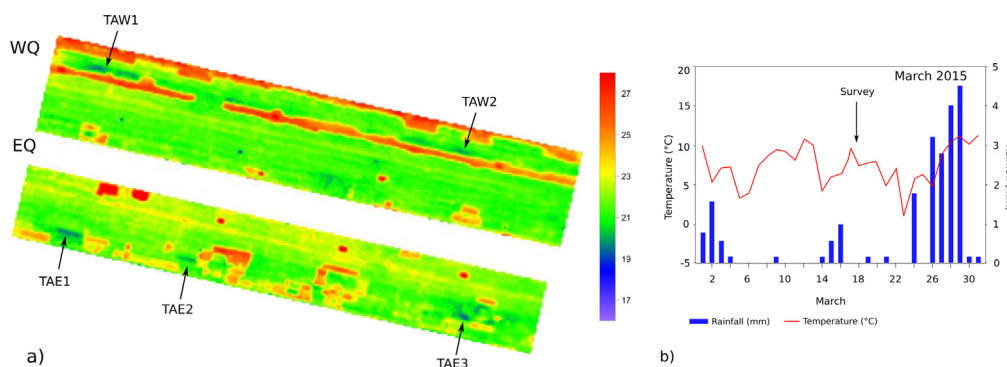 a)
TAW1
WQ
TAW2
EQ
TAE1
TAE2
TAE3
27
25
23
21
19
17
b)
March 2015
Survey
Temperature (°C)
20
15
10
5
0
-5
5
4
3
2
1
0
2 6 10 14 18 22 26 30
March
Rainfall (mm) Temperature (°C)